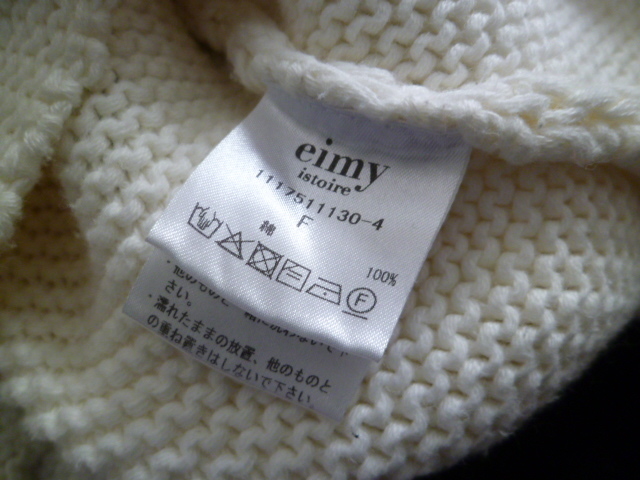 eimy
istoire
1117511130-4
F
綿 100%
F
さい。
・濡れたままの放置、他のものと
の重ね置きはしないで下さい。